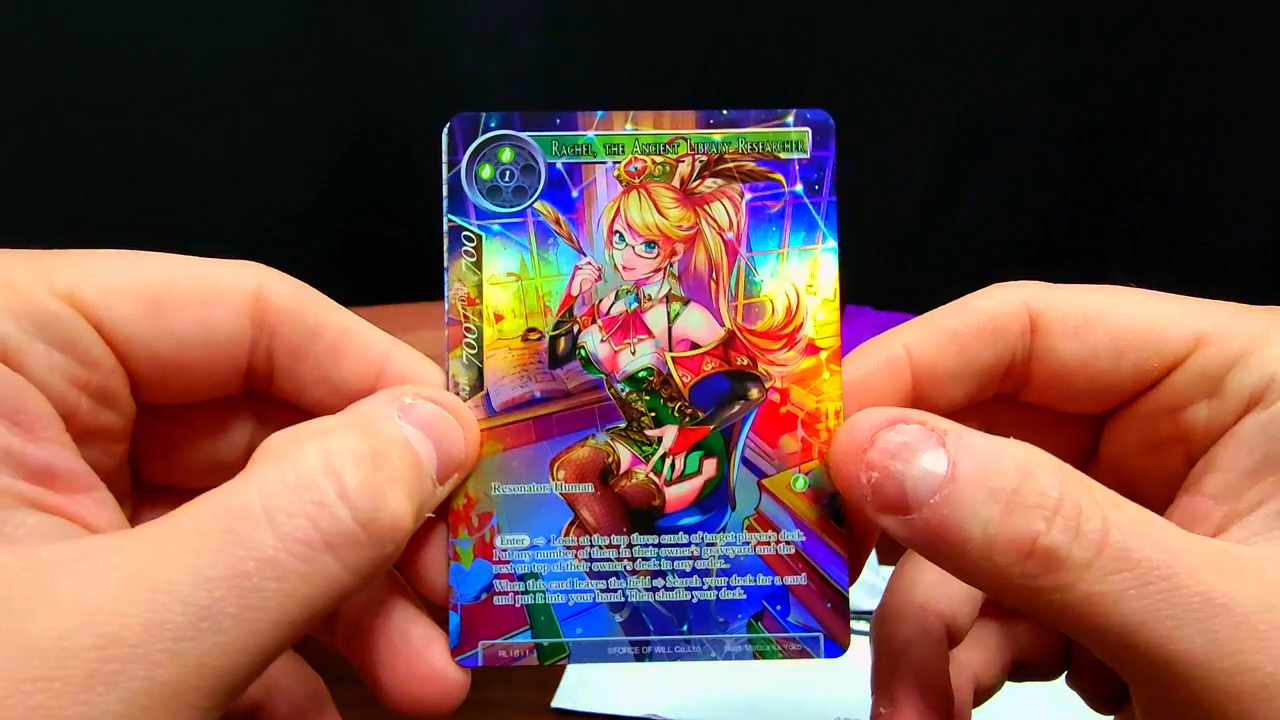 RACHEL, THE ANCIENT LIBRARY RESEARCHER
1
700 / DEF 700
Resonator: Human
Enter ⇨ Look at the top three cards of target player's deck.
Put any number of them in their owner's graveyard and the
rest on top of their owner's deck in any order..
When this card leaves the field ⇨ Search your deck for a card
and put it into your hand. Then shuffle your deck.
©FORCE OF WILL Co.,Ltd.